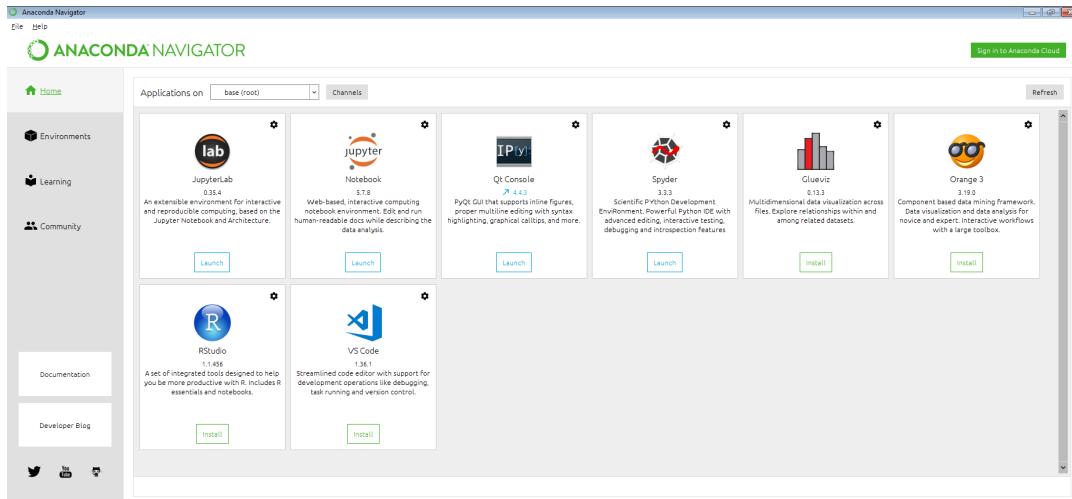 Anaconda Navigator
File Help
ANACONDA NAVIGATOR
Sign in to Anaconda Cloud
Home
Environments
Learning
Community
Documentation
Developer Blog
You
Tube
Applications on
base (root)
Channels
Refresh
lab
JupyterLab
0.35.4
An extensible environment for interactive
and reproducible computing, based on the
Jupyter Notebook and Architecture.
Launch
jupyter
Notebook
5.7.8
Web-based, interactive computing
notebook environment. Edit and run
human-readable docs while describing the
data analysis.
Launch
IP[y]:
Qt Console
4.4.3
PyQt GUI that supports inline figures,
proper multiline editing with syntax
highlighting, graphical calltips, and more.
Launch
Spyder
3.3.3
Scientific PYthon Development
EnviRonment. Powerful Python IDE with
advanced editing, interactive testing,
debugging and introspection features
Launch
Glueviz
0.13.3
Multidimensional data visualization across
files. Explore relationships within and
among related datasets.
Install
Orange 3
3.19.0
Component based data mining framework.
Data visualization and data analysis for
novice and expert. Interactive workflows
with a large toolbox.
Install
R
RStudio
1.1.456
A set of integrated tools designed to help
you be more productive with R. Includes R
essentials and notebooks.
Install
VS Code
1.36.1
Streamlined code editor with support for
development operations like debugging,
task running and version control.
Install